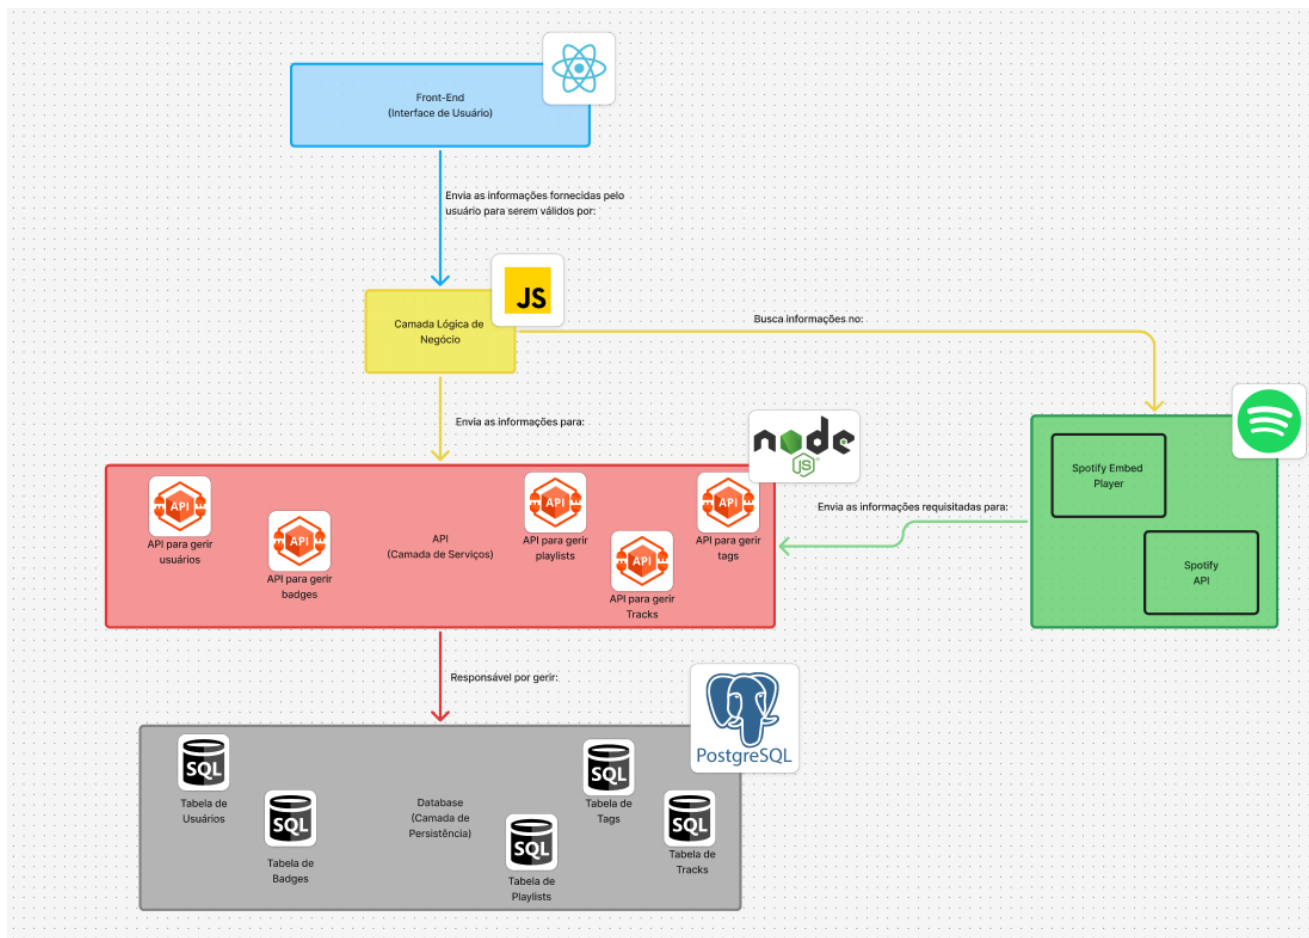 Front-End
(Interface de Usuário)
Envia as informações fornecidas pelo
usuário para serem válidos por:
JS
Camada Lógica de
Negócio
Busca informações no:
Envia as informações para:
node
JS
Spotify Embed
Player
Spotify
API
Envia as informações requisitadas para:
API
API para gerir
usuários
API
API para gerir
badges
API
(Camada de Serviços)
API
API para gerir
playlists
API
API para gerir
Tracks
API
API para gerir
tags
Responsável por gerir:
PostgreSQL
SQL
Tabela de
Usuários
SQL
Tabela de
Badges
Database
(Camada de
Persistência)
SQL
Tabela de
Playlists
SQL
Tabela de
Tags
SQL
Tabela de
Tracks